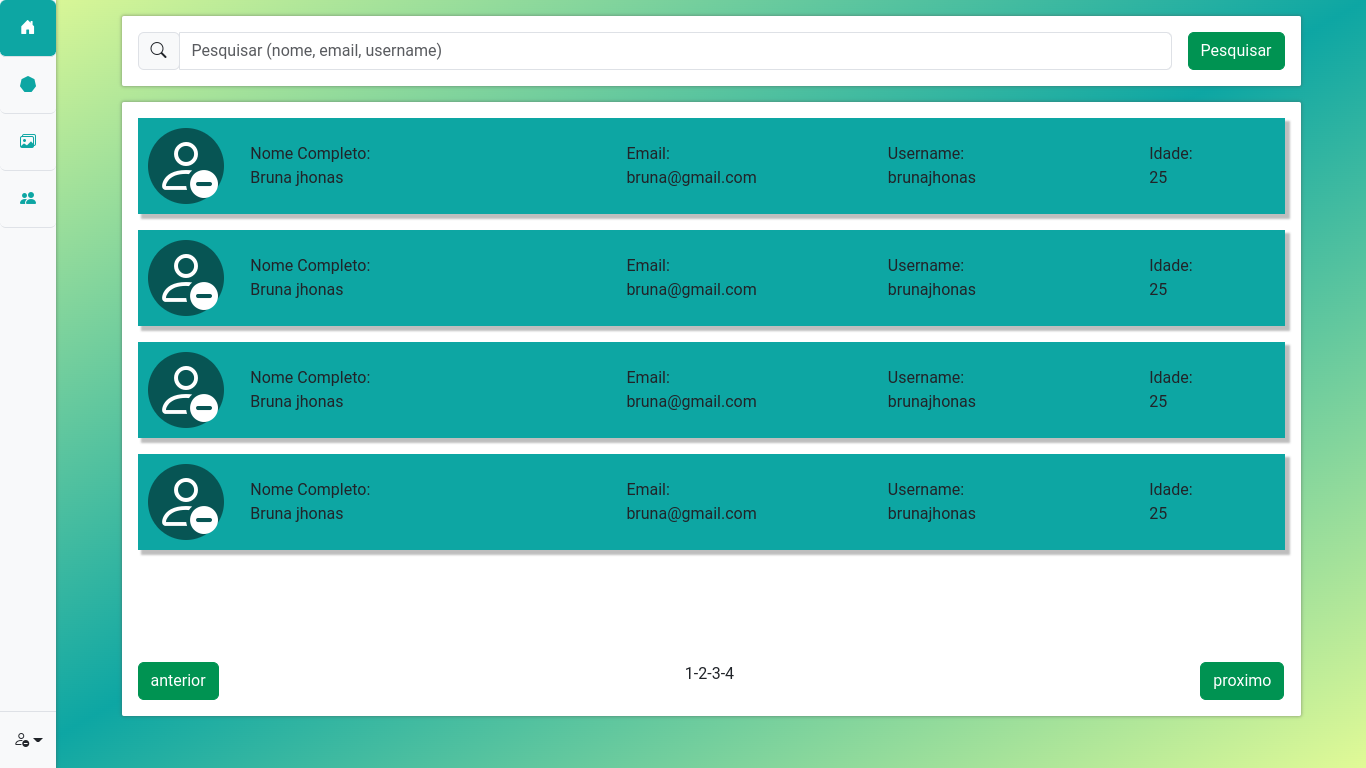 Pesquisar (nome, email, username)
Pesquisar
Nome Completo:
Bruna jhonas
Email:
bruna@gmail.com
Username:
brunajhonas
Idade:
25
Nome Completo:
Bruna jhonas
Email:
bruna@gmail.com
Username:
brunajhonas
Idade:
25
Nome Completo:
Bruna jhonas
Email:
bruna@gmail.com
Username:
brunajhonas
Idade:
25
Nome Completo:
Bruna jhonas
Email:
bruna@gmail.com
Username:
brunajhonas
Idade:
25
anterior
1-2-3-4
proximo